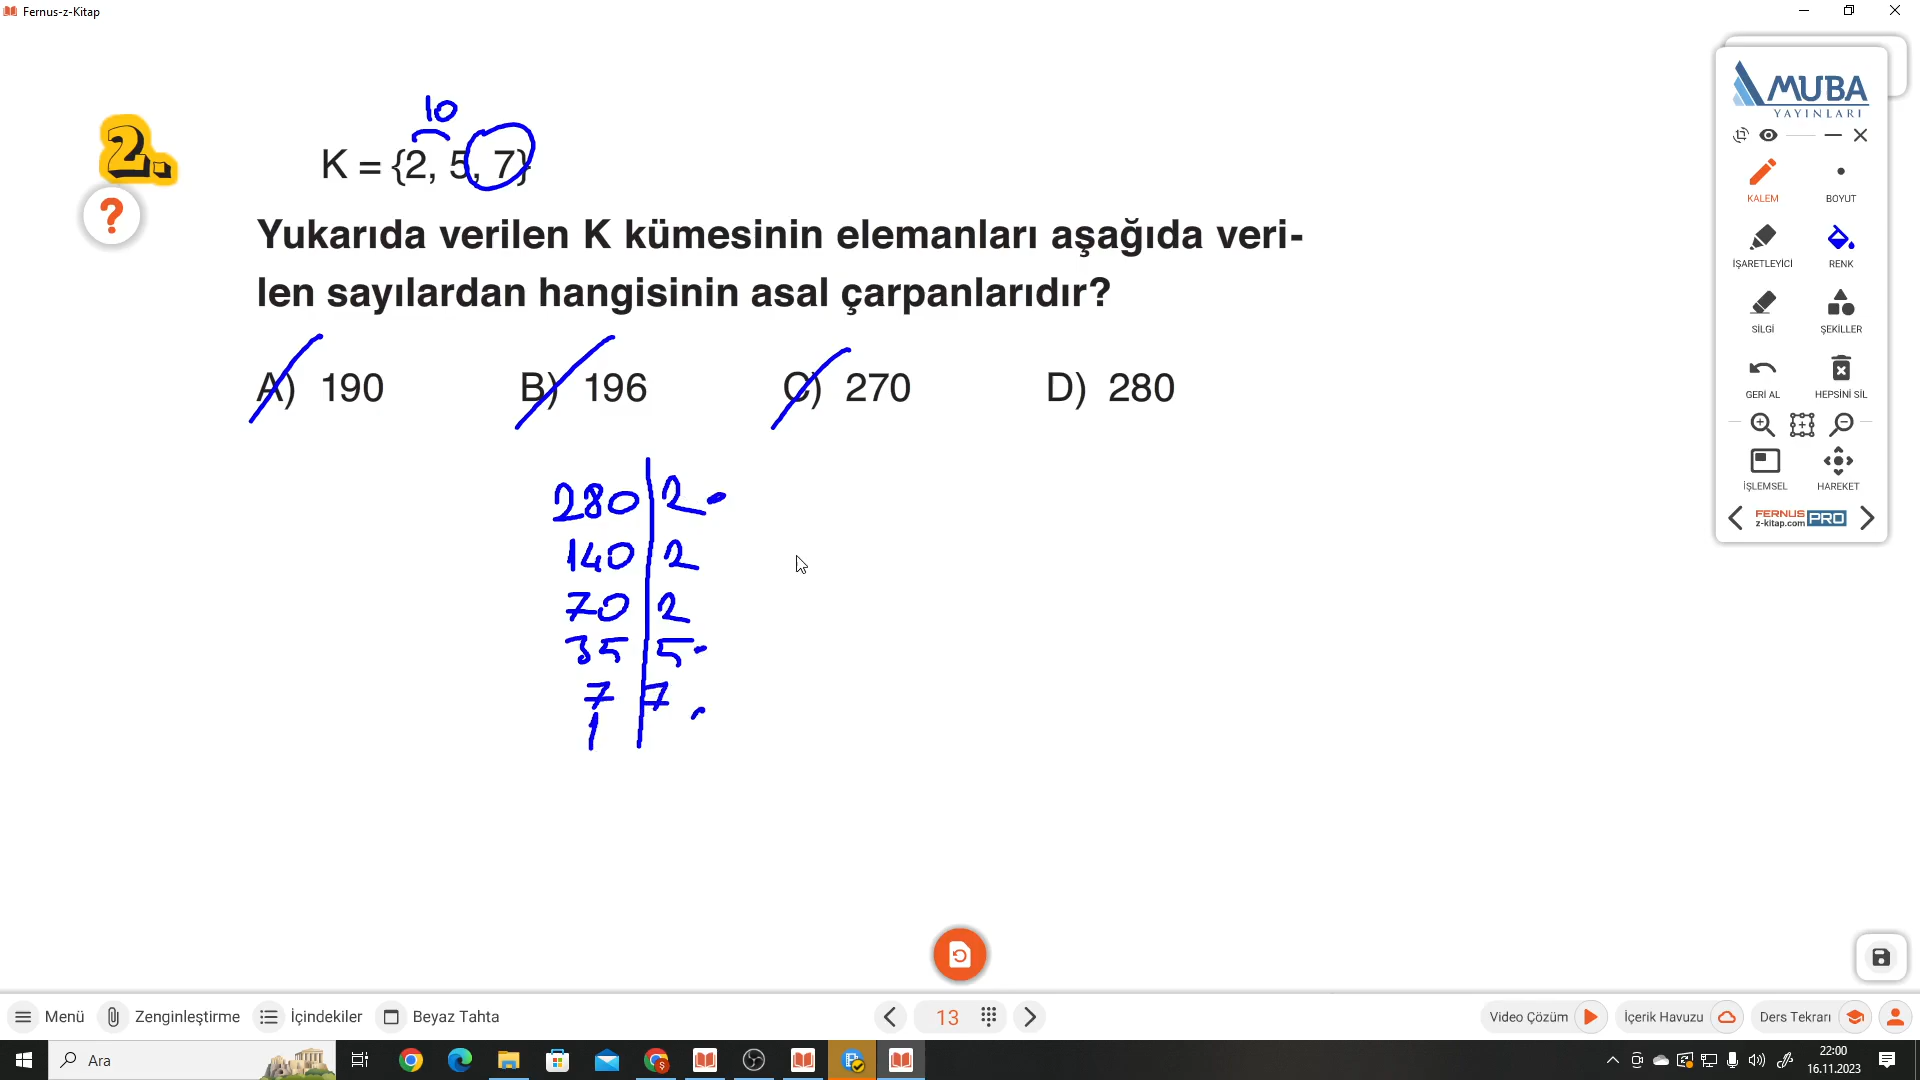 Fernus-z-Kitap
MUBA
YAYINLARI
10
2.
K = {2, 5, 7}
?
Yukarıda verilen K kümesinin elemanları aşağıda veri-
len sayılardan hangisinin asal çarpanlarıdır?
A) 190 B) 196 C) 270 D) 280
280 2
140 2
70 2
35 5
7 7
1
KALEM BOYUT
İŞARETLEYİCİ RENK
SİLGİ ŞEKİLLER
GERİ AL HEPSİNİ SİL
İŞLEMSEL HAREKET
FERNUS
z-kitap.com PRO
Menü Zenginleştirme İçindekiler Beyaz Tahta 13 Video Çözüm İçerik Havuzu Ders Tekrarı
Ara
22:00
16.11.2023